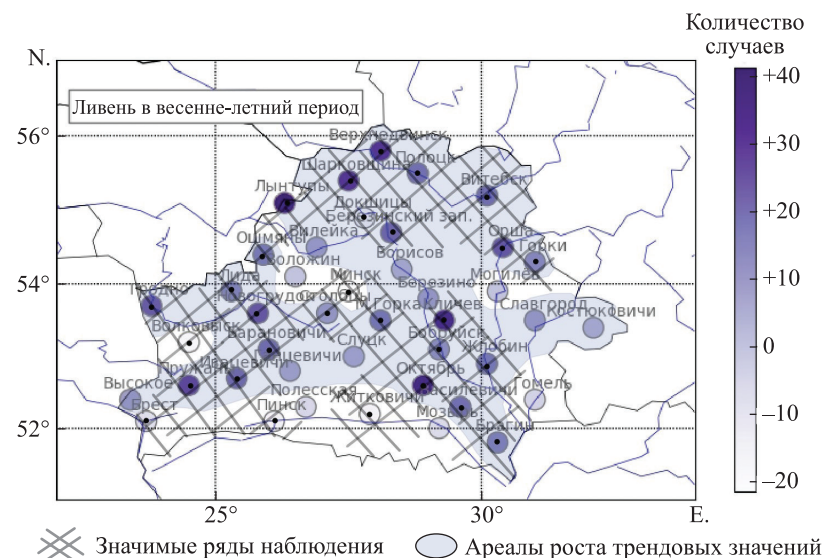 Количество
случаев
N.
+40
Ливень в весенне-летний период
56°
Верхнедвинск
Полоцк
Шарковщина
+30
Лынтупы
Витебск
Докшицы
Березинский зап.
+20
Ошмяны
Вилейка
Орша
Горки
Борисов
Воложин
54°
Лида
Минск
Березино
Могилев
+10
Гродно
Новогрудок
Столбцы
М.Горка
Кличев
Славгород
Костюковичи
Волковыск
Барановичи
Бобруйск
0
Слуцк
Жлобин
Пружаны
Ивацевичи
Ганцевичи
Октябрь
Высокое
Полесская
Василевичи
Гомель
Брест
Пинск
Житковичи
Мозырь
–10
52°
Брагин
–20
25°
30°
E.
Значимые ряды наблюдения
Ареалы роста трендовых значений